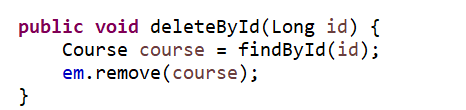 public void deleteById(Long id) {
    Course course = findById(id);
    em.remove(course);
}